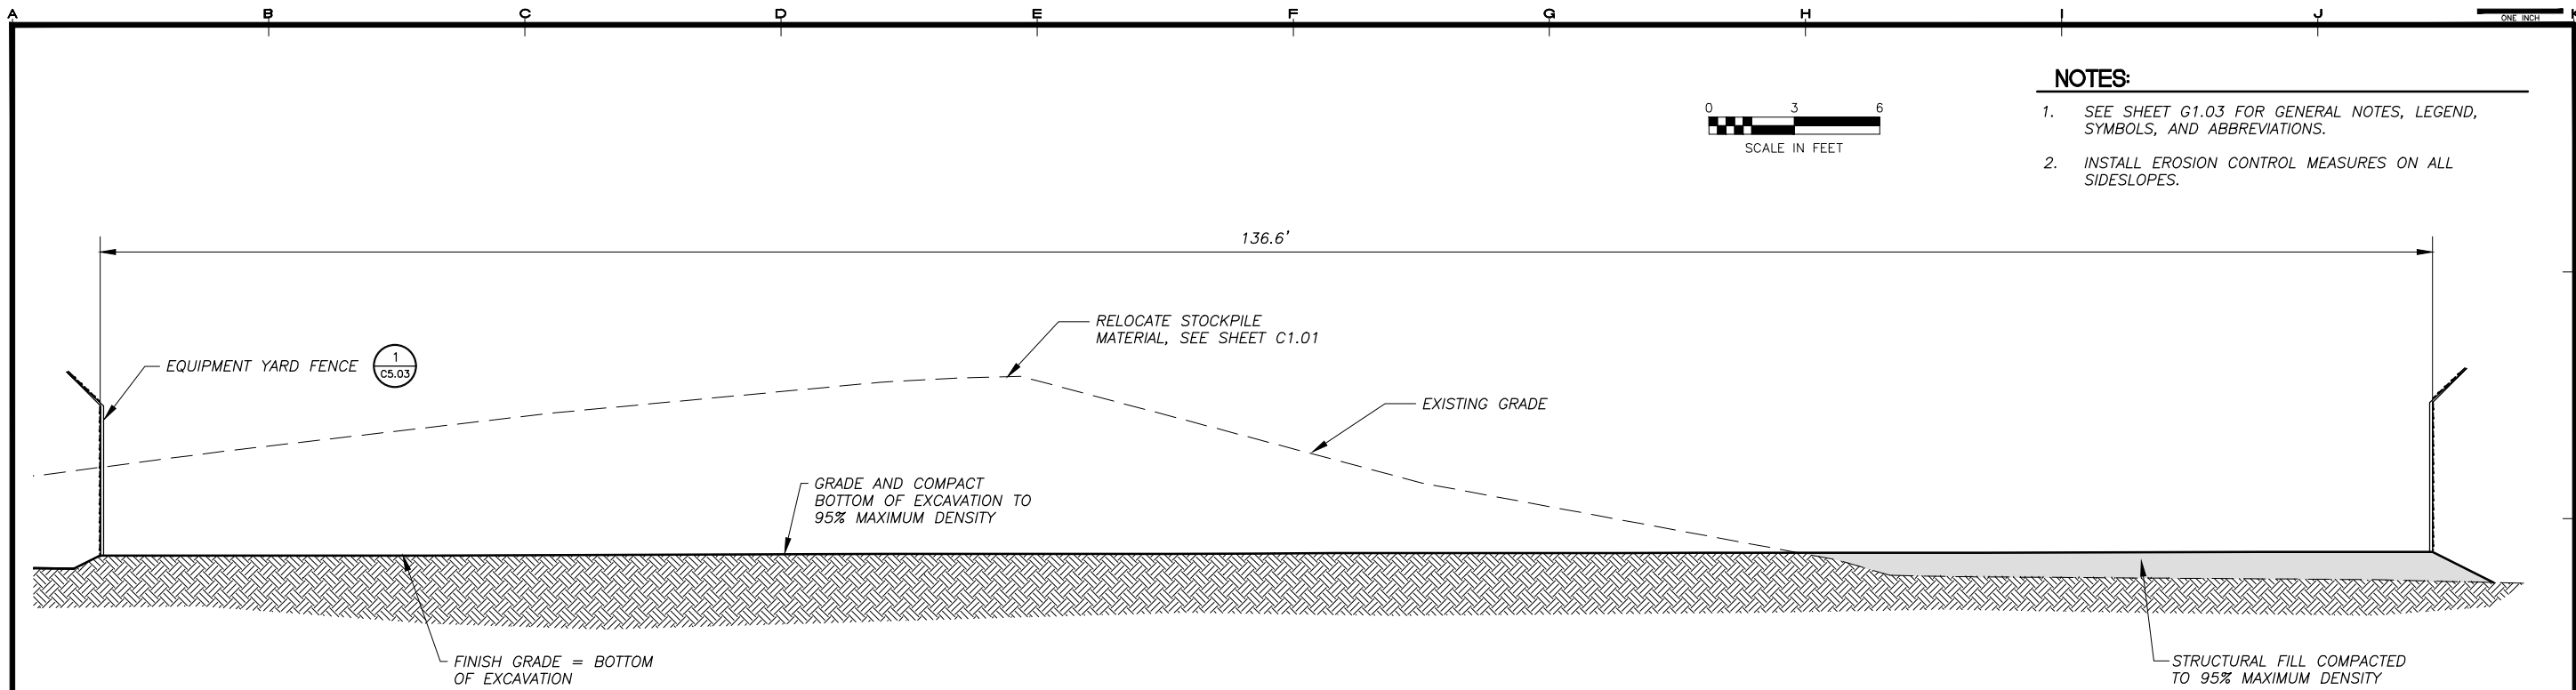 A B C D E F G H I J K
ONE INCH
NOTES:
0 3 6
SCALE IN FEET
1. SEE SHEET G1.03 FOR GENERAL NOTES, LEGEND,
SYMBOLS, AND ABBREVIATIONS.
2. INSTALL EROSION CONTROL MEASURES ON ALL
SIDESLOPES.
136.6'
RELOCATE STOCKPILE
MATERIAL, SEE SHEET C1.01
EQUIPMENT YARD FENCE
1
C5.03
EXISTING GRADE
GRADE AND COMPACT
BOTTOM OF EXCAVATION TO
95% MAXIMUM DENSITY
FINISH GRADE = BOTTOM
OF EXCAVATION
STRUCTURAL FILL COMPACTED
TO 95% MAXIMUM DENSITY